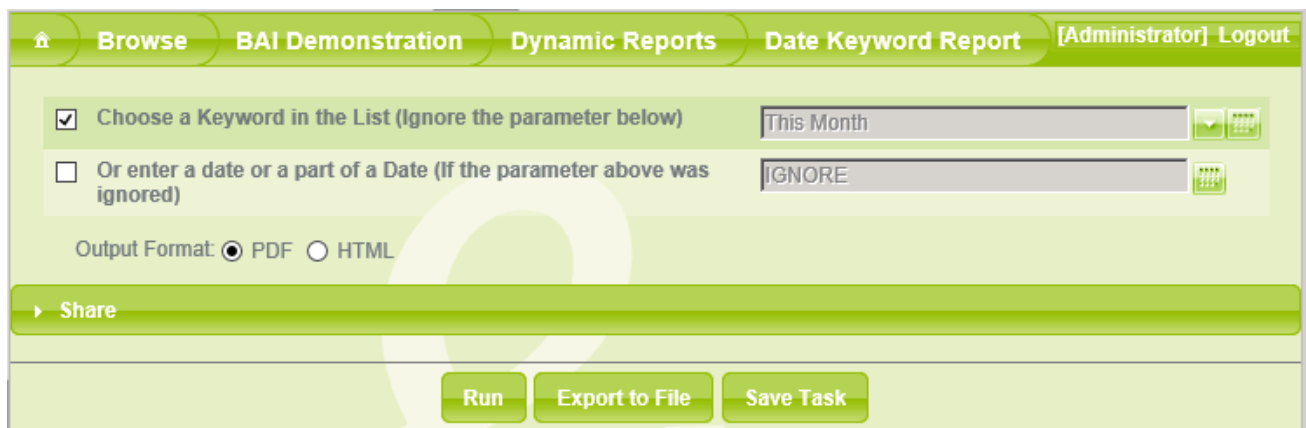 Browse BAI Demonstration Dynamic Reports Date Keyword Report [Administrator] Logout
Choose a Keyword in the List (Ignore the parameter below) This Month
Or enter a date or a part of a Date (If the parameter above was IGNORE
ignored)
Output Format: PDF HTML
Share
Run Export to File Save Task